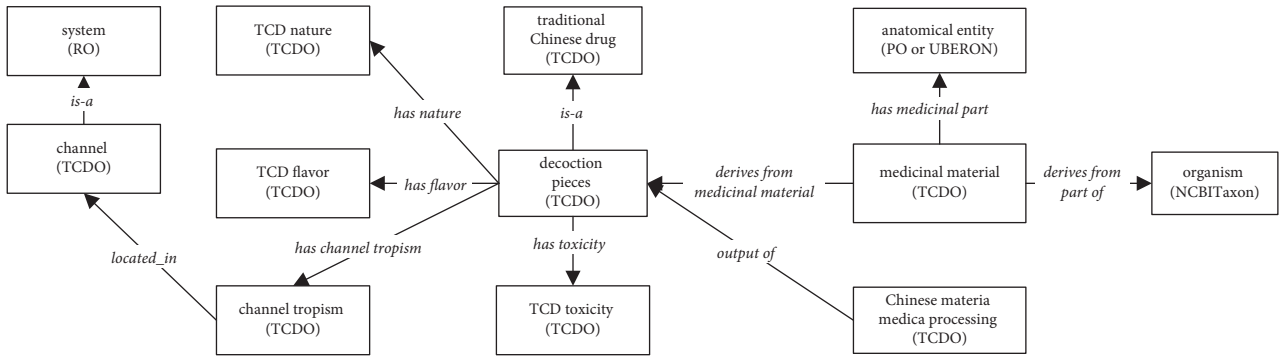 system
(RO)
TCD nature
(TCDO)
traditional
Chinese drug
(TCDO)
anatomical entity
(PO or UBERON)
is-a
has nature
is-a
has medicinal part
channel
(TCDO)
TCD flavor
(TCDO)
has flavor
decoction
pieces
(TCDO)
derives from
medicinal material
medicinal material
(TCDO)
derives from
part of
organism
(NCBITaxon)
located_in
has channel tropism
has toxicity
output of
channel tropism
(TCDO)
TCD toxicity
(TCDO)
Chinese materia
medica processing
(TCDO)